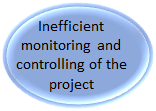 Inefficient
monitoring and
controlling of the
project